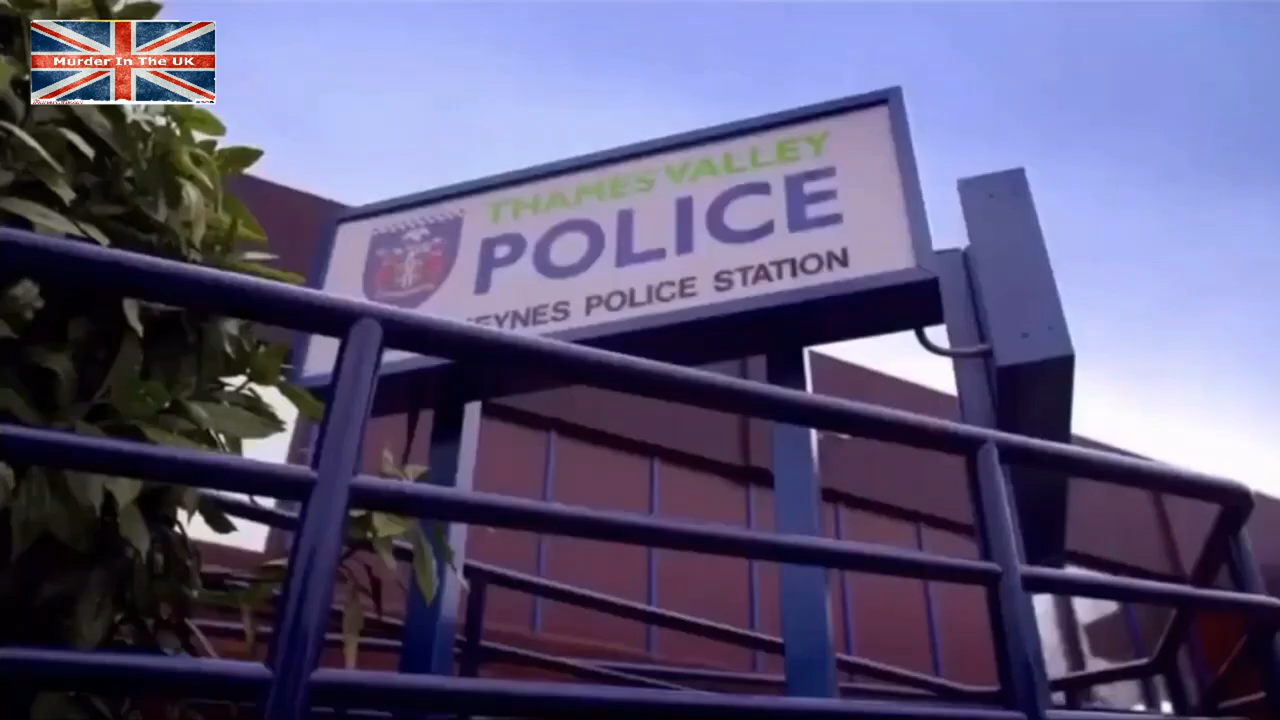 Murder In The UK
THAMES VALLEY
POLICE
EYNES POLICE STATION